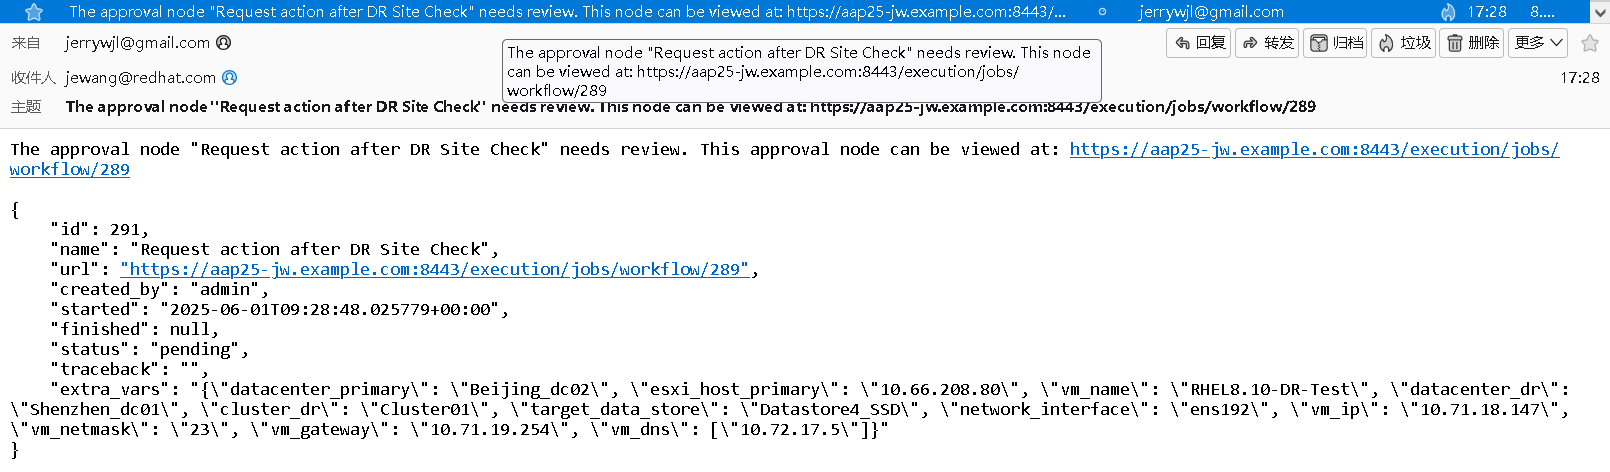 The approval node "Request action after DR Site Check" needs review. This node can be viewed at: https://aap25-jw.example.com:8443/... jerrywjl@gmail.com 17:28 8....
来自 jerrywjl@gmail.com 回复 转发 归档 垃圾 删除 更多
The approval node "Request action after DR Site Check" needs review. This node
can be viewed at: https://aap25-jw.example.com:8443/execution/jobs/
workflow/289
收件人 jewang@redhat.com 17:28
主题 The approval node "Request action after DR Site Check" needs review. This node can be viewed at: https://aap25-jw.example.com:8443/execution/jobs/workflow/289
The approval node "Request action after DR Site Check" needs review. This approval node can be viewed at: https://aap25-jw.example.com:8443/execution/jobs/
workflow/289
{
    "id": 291,
    "name": "Request action after DR Site Check",
    "url": "https://aap25-jw.example.com:8443/execution/jobs/workflow/289",
    "created_by": "admin",
    "started": "2025-06-01T09:28:48.025779+00:00",
    "finished": null,
    "status": "pending",
    "traceback": "",
    "extra_vars": "{\"datacenter_primary\": \"Beijing_dc02\", \"esxi_host_primary\": \"10.66.208.80\", \"vm_name\": \"RHEL8.10-DR-Test\", \"datacenter_dr\":
\"Shenzhen_dc01\", \"cluster_dr\": \"Cluster01\", \"target_data_store\": \"Datastore4_SSD\", \"network_interface\": \"ens192\", \"vm_ip\": \"10.71.18.147\",
\"vm_netmask\": \"23\", \"vm_gateway\": \"10.71.19.254\", \"vm_dns\": [\"10.72.17.5\"]}"
}